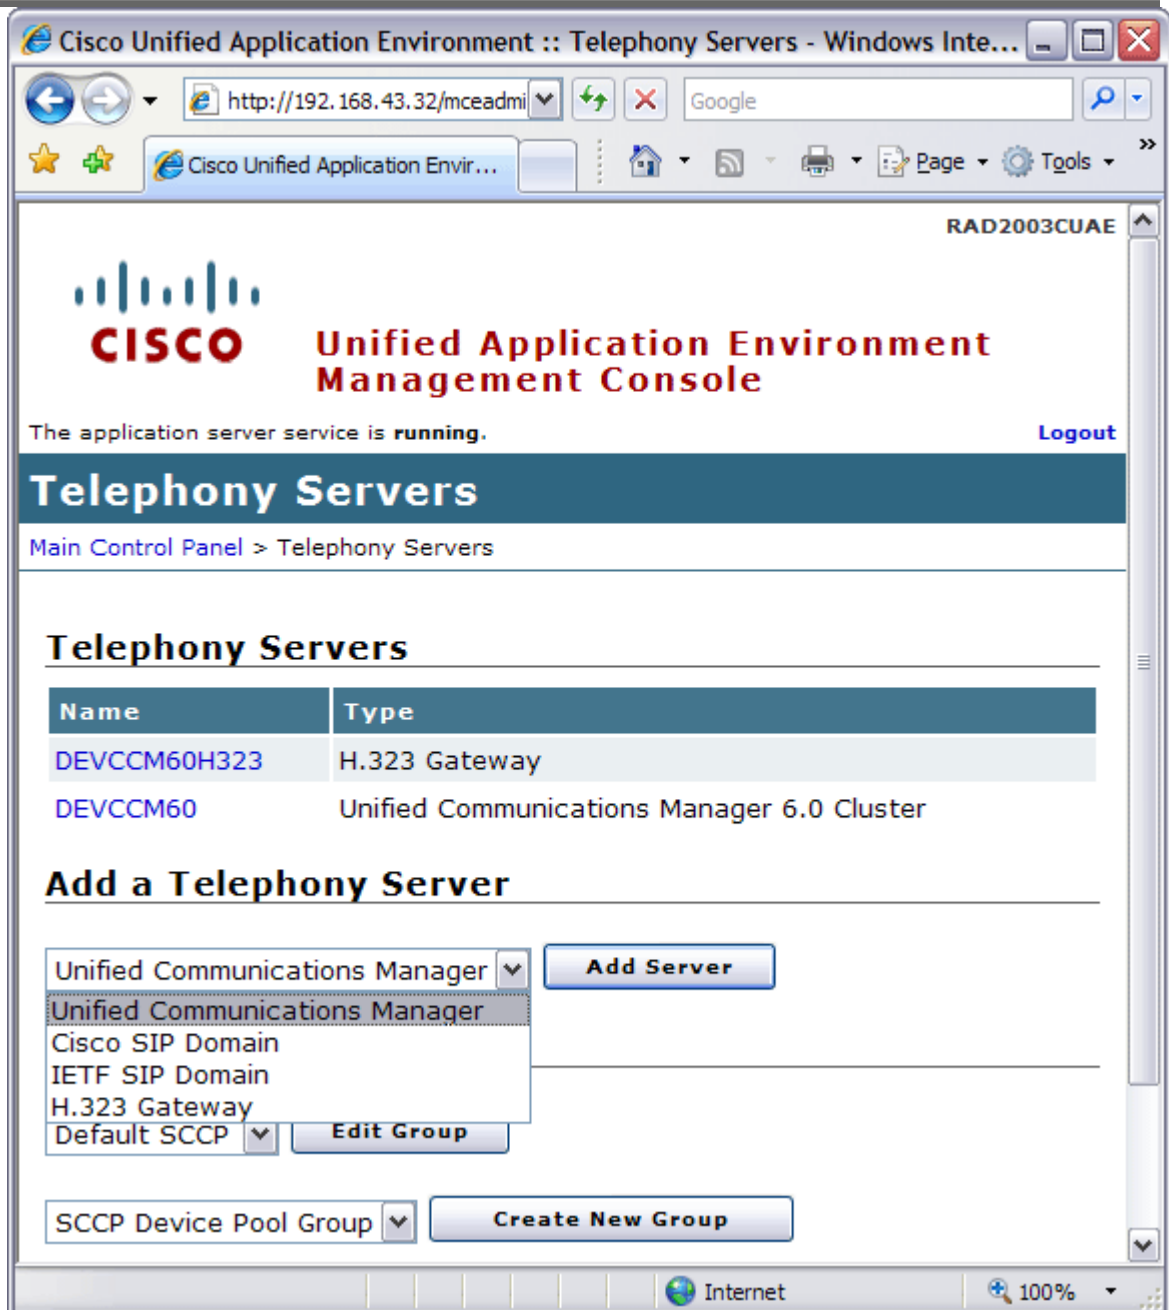 Cisco Unified Application Environment :: Telephony Servers - Windows Inte...
http://192.168.43.32/mceadmi
Google
Cisco Unified Application Envir...
Page
Tools
»
RAD2003CUAE
CISCO
Unified Application Environment
Management Console
The application server service is running.
Logout
Telephony Servers
Main Control Panel > Telephony Servers
Telephony Servers
Name Type
DEVCCM60H323 H.323 Gateway
DEVCCM60 Unified Communications Manager 6.0 Cluster
Add a Telephony Server
Unified Communications Manager Add Server
Unified Communications Manager
Cisco SIP Domain
IETF SIP Domain
H.323 Gateway
Default SCCP Edit Group
SCCP Device Pool Group Create New Group
Internet 100%